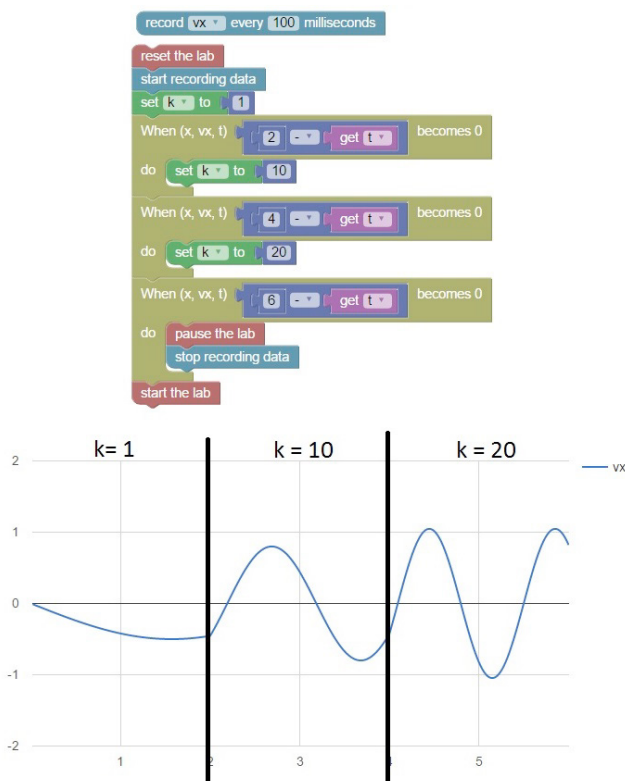 record vx every 100 milliseconds
reset the lab
start recording data
set k to 1
When (x, vx, t) 2 - get t becomes 0
do set k to 10
When (x, vx, t) 4 - get t becomes 0
do set k to 20
When (x, vx, t) 6 - get t becomes 0
do pause the lab
stop recording data
start the lab
k= 1 k = 10 k = 20
2
vx
1
0
-1
-2
1 3 5